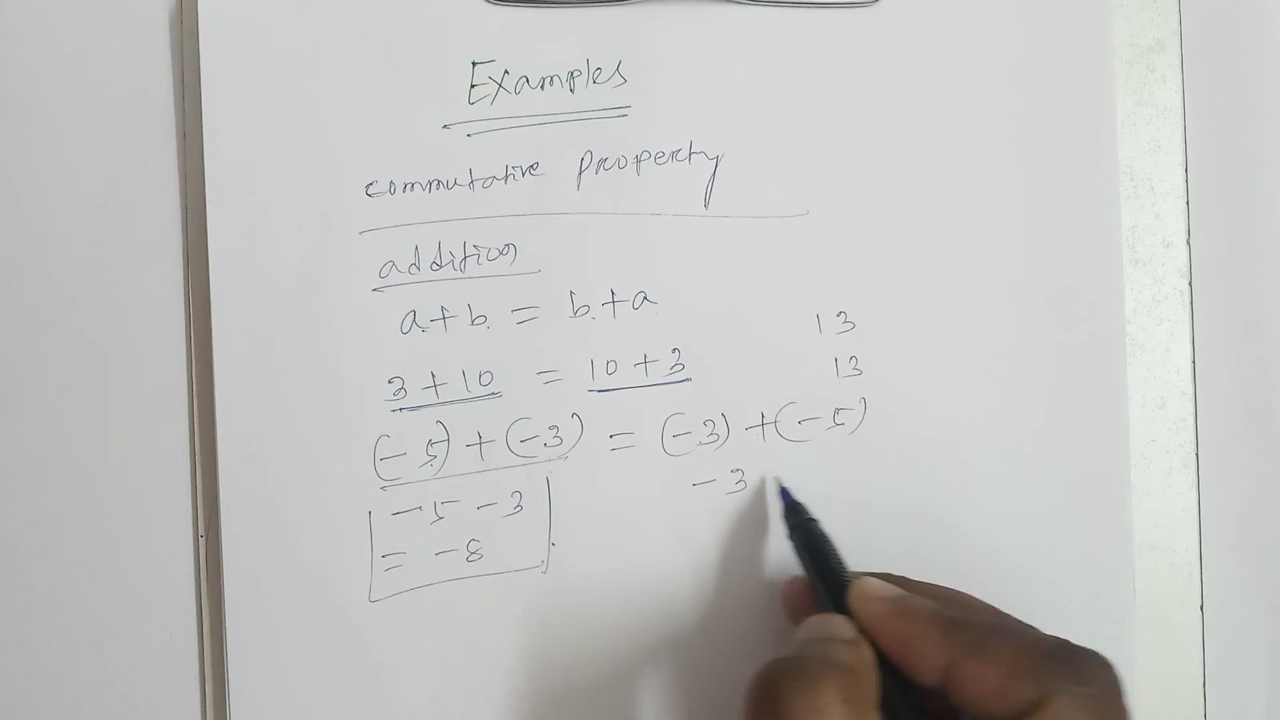 Examples
commutative property
addition
a+b = b+a
13
3 + 10 = 10 + 3
13
(-5) + (-3) = (-3) + (-5)
-5 -3
-3
= -8